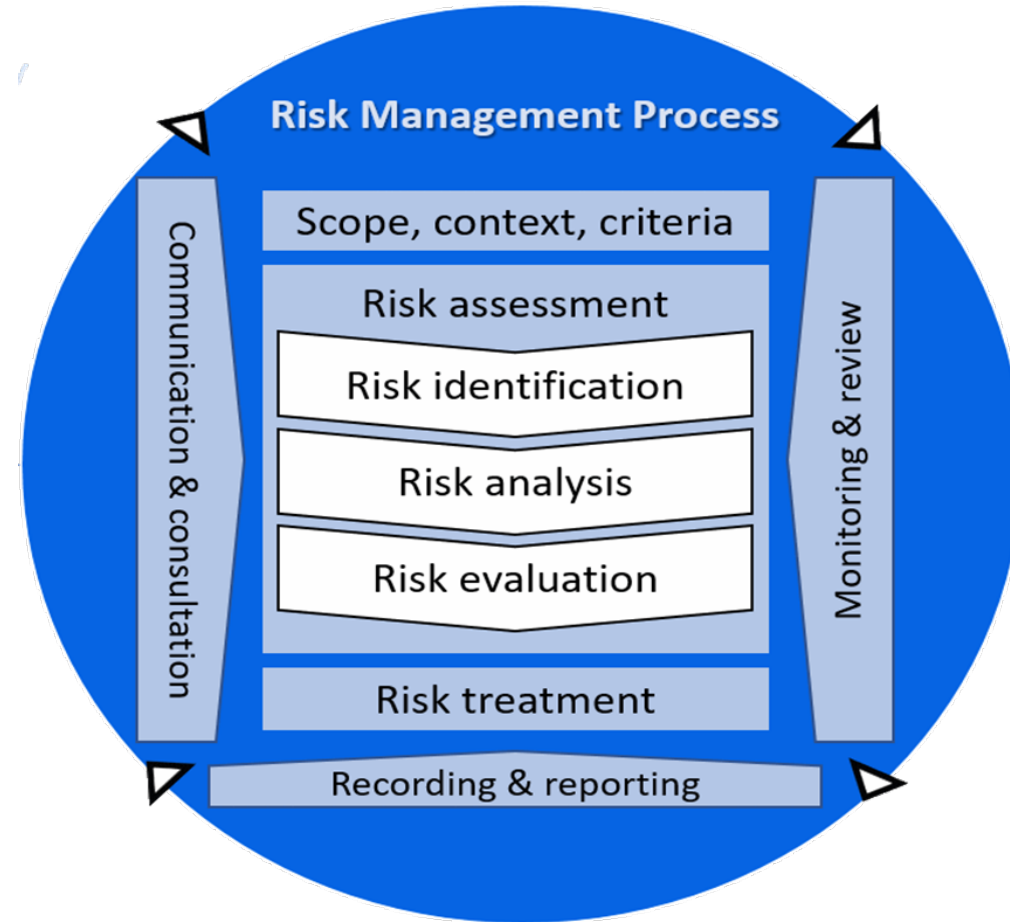 Risk Management Process
Scope, context, criteria
Risk assessment
Risk identification
Risk analysis
Risk evaluation
Risk treatment
Recording & reporting
Communication & consultation
Monitoring & review